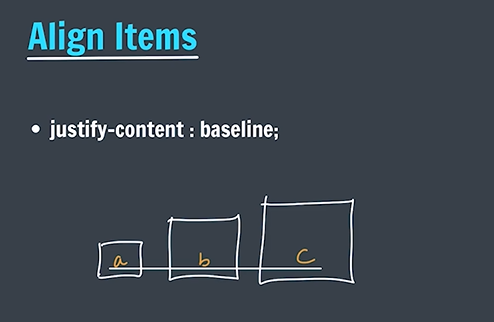 Align Items
• justify-content : baseline;
a b c